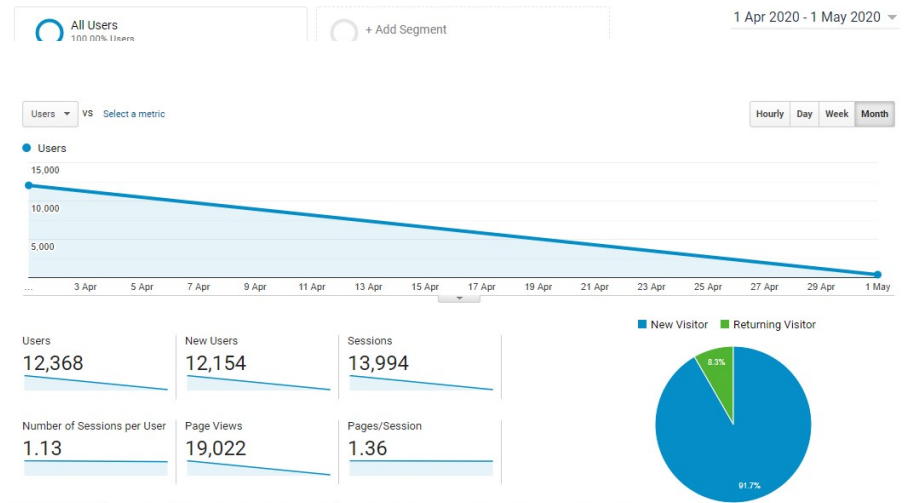 All Users
100.00% Users
+ Add Segment
1 Apr 2020 - 1 May 2020
Users VS Select a metric
Hourly Day Week Month
Users
15,000
10,000
5,000
... 3 Apr 5 Apr 7 Apr 9 Apr 11 Apr 13 Apr 15 Apr 17 Apr 19 Apr 21 Apr 23 Apr 25 Apr 27 Apr 29 Apr 1 May
New Visitor Returning Visitor
Users
12,368
New Users
12,154
Sessions
13,994
Number of Sessions per User
1.13
Page Views
19,022
Pages/Session
1.36
8.3%
91.7%